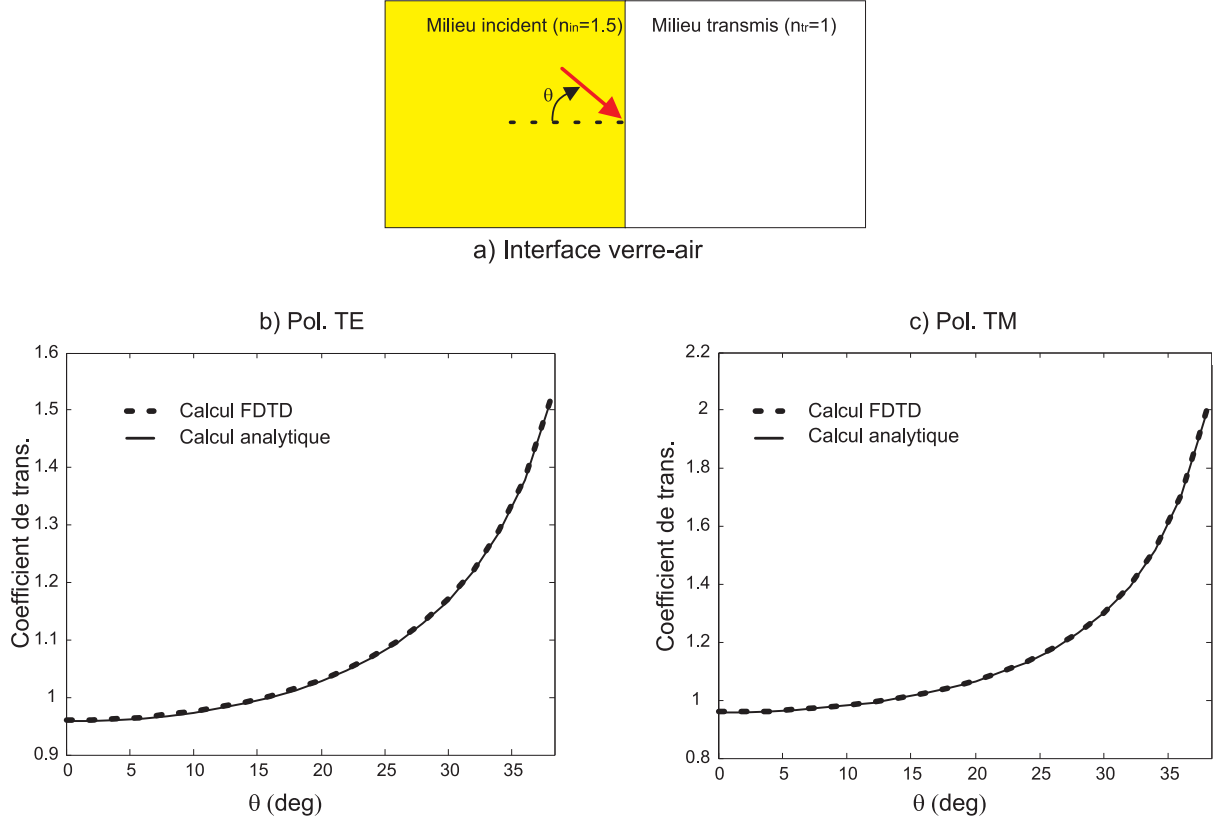 Milieu incident (nin=1.5) Milieu transmis (ntr=1)
θ
a) Interface verre-air
b) Pol. TE
1.6
1.5
1.4
1.3
1.2
1.1
1
0.9
0 5 10 15 20 25 30 35
Coefficient de trans.
θ (deg)
Calcul FDTD
Calcul analytique
c) Pol. TM
2.2
2
1.8
1.6
1.4
1.2
1
0.8
0 5 10 15 20 25 30 35
Coefficient de trans.
θ (deg)
Calcul FDTD
Calcul analytique